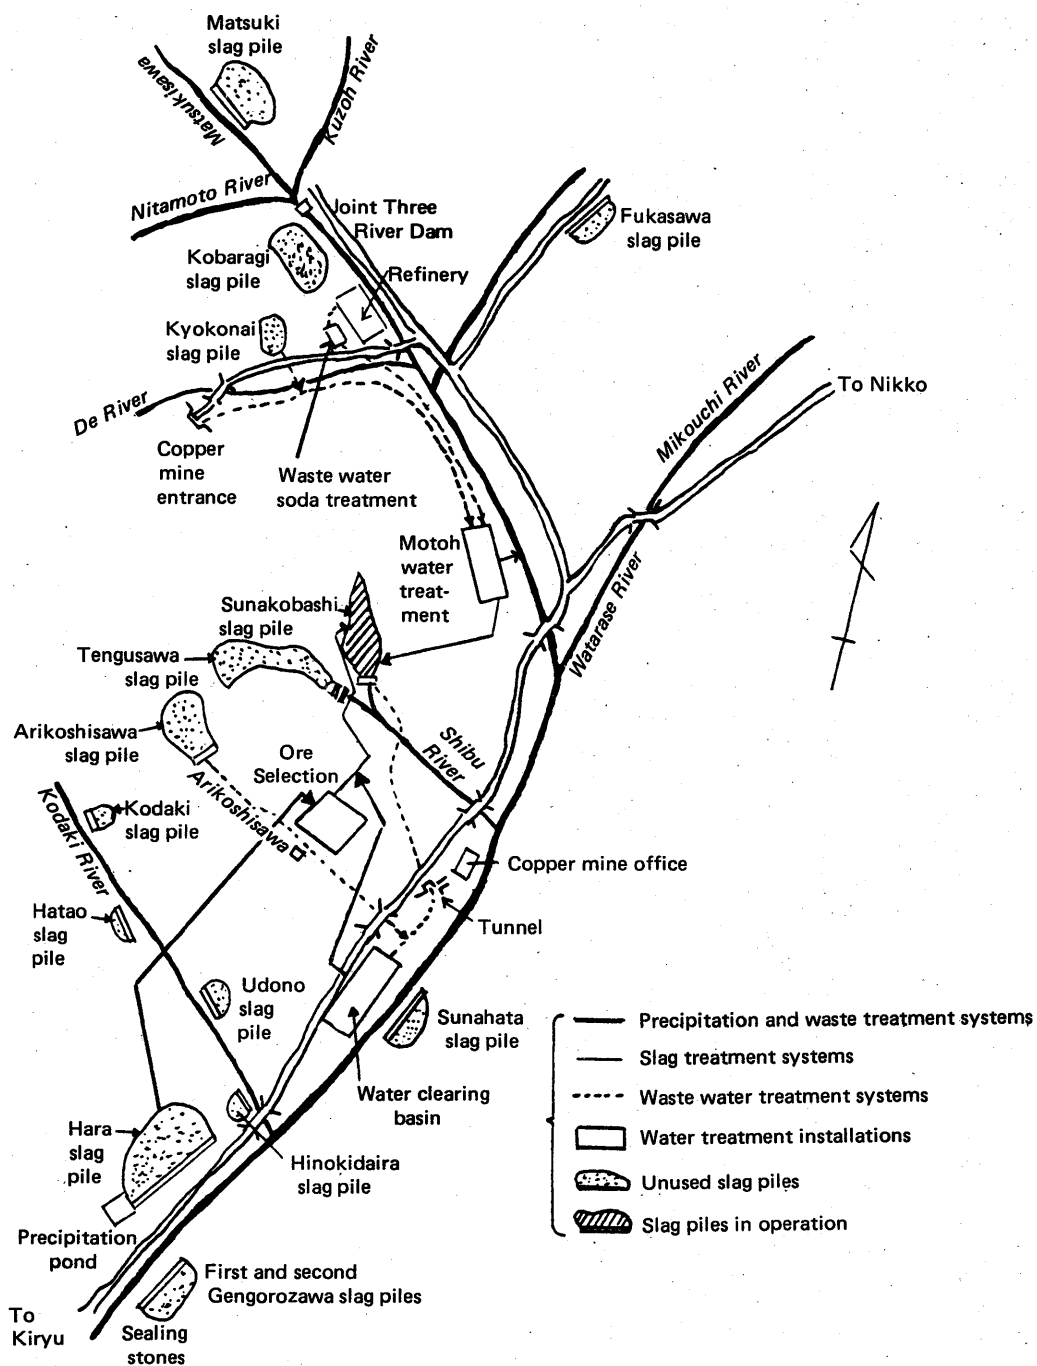 Matsuki
slag pile
Matsukisawa
Kuzoh River
Nitamoto River
Joint Three
River Dam
Fukasawa
slag pile
Kobaragi
slag pile
Refinery
Kyokonai
slag pile
De River
Mikouchi River
To Nikko
Copper
mine
entrance
Waste water
soda treatment
Motoh
water
treat-
ment
Watarase River
Sunakobashi
slag pile
Tengusawa
slag pile
Arikoshisawa
slag pile
Ore
Selection
Shibu
River
Arikoshisawa
Kodaki River
Kodaki
slag pile
Copper mine office
Hatao
slag
pile
Tunnel
Udono
slag
pile
Sunahata
slag pile
Precipitation and waste treatment systems
Slag treatment systems
Waste water treatment systems
Water treatment installations
Unused slag piles
Slag piles in operation
Water clearing
basin
Hara
slag
pile
Hinokidaira
slag pile
Precipitation
pond
First and second
Gengorozawa slag piles
To
Kiryu
Sealing
stones